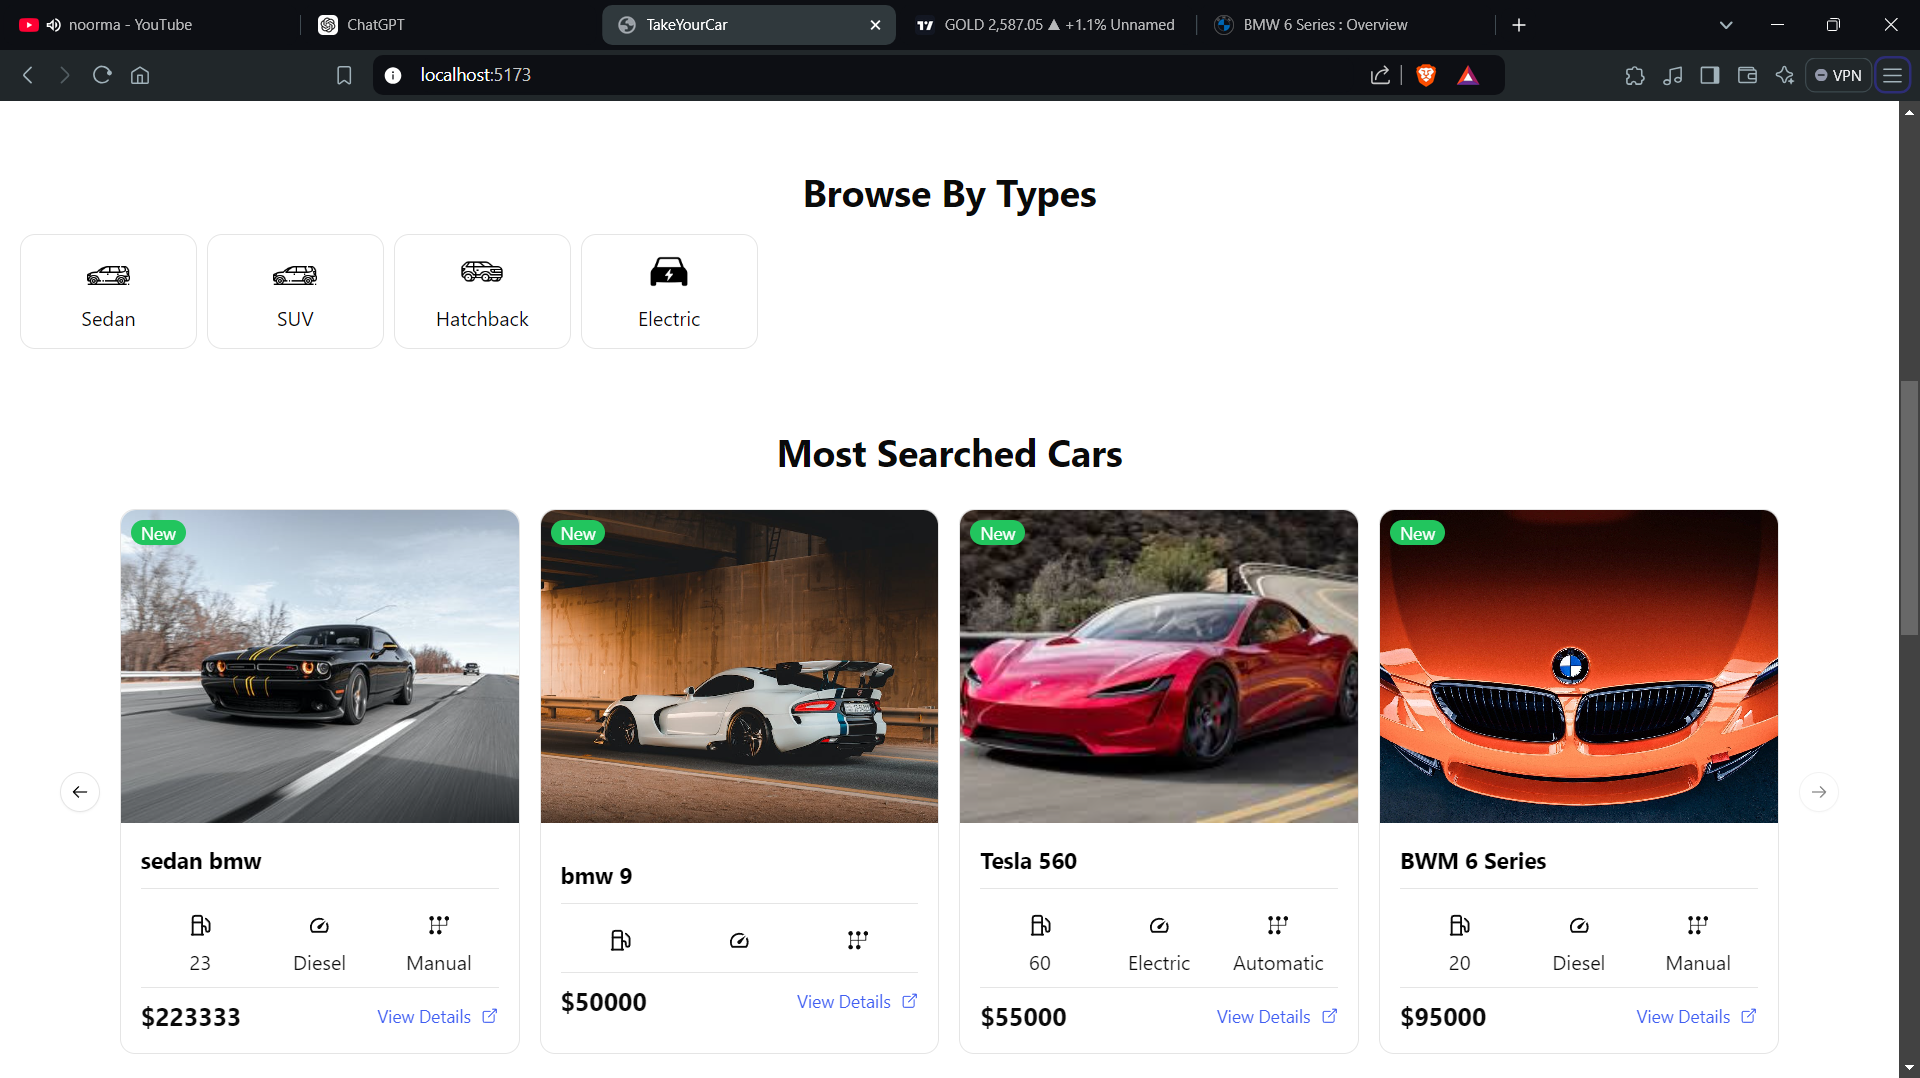 noorma - YouTube
ChatGPT
TakeYourCar
GOLD 2,587.05 ▲ +1.1% Unnamed
BMW 6 Series : Overview
localhost:5173
VPN
Browse By Types
Sedan
SUV
Hatchback
Electric
Most Searched Cars
New
New
New
New
sedan bmw
bmw 9
Tesla 560
BWM 6 Series
23
Diesel
Manual
60
Electric
Automatic
20
Diesel
Manual
$223333
View Details
$50000
View Details
$55000
View Details
$95000
View Details